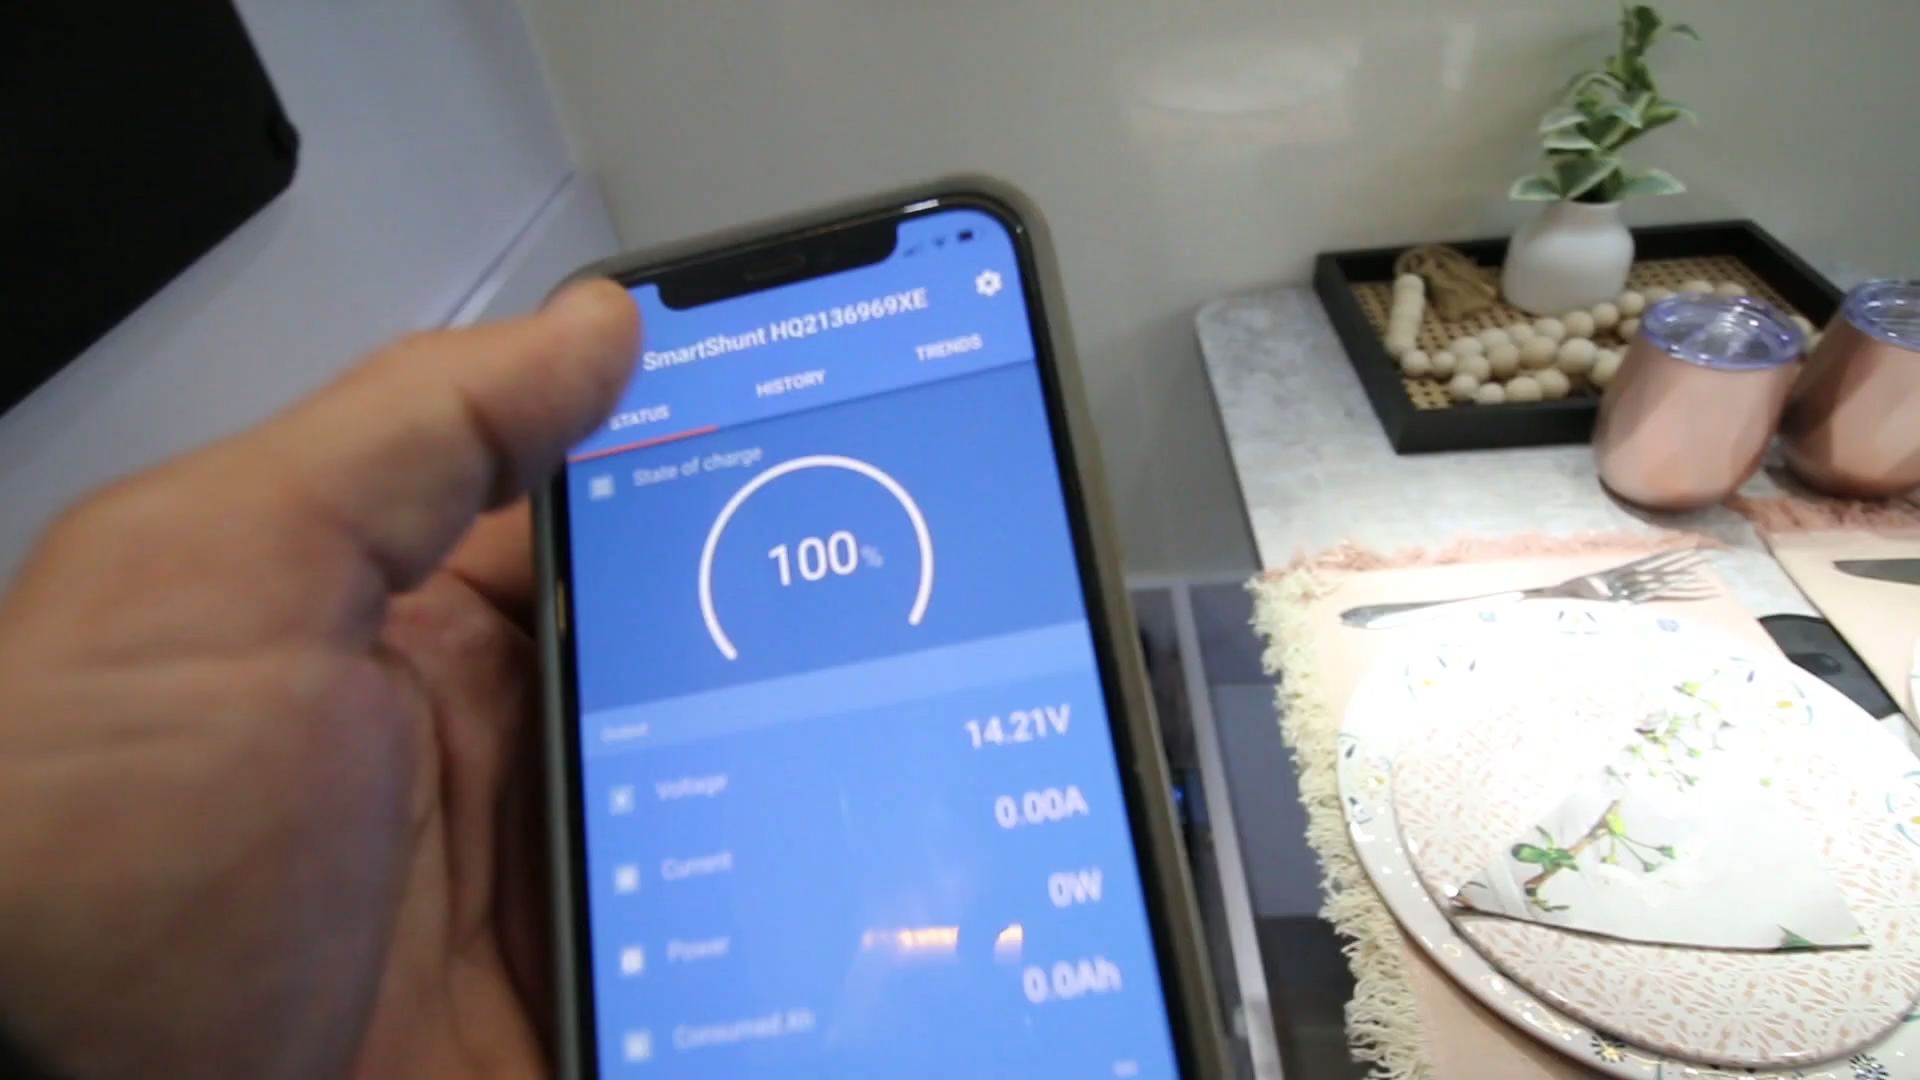 SmartShunt HQ2136969XE
STATUS HISTORY TRENDS
State of charge
100%
Output
Voltage 14.21V
Current 0.00A
Power 0W
Consumed Ah 0.0Ah